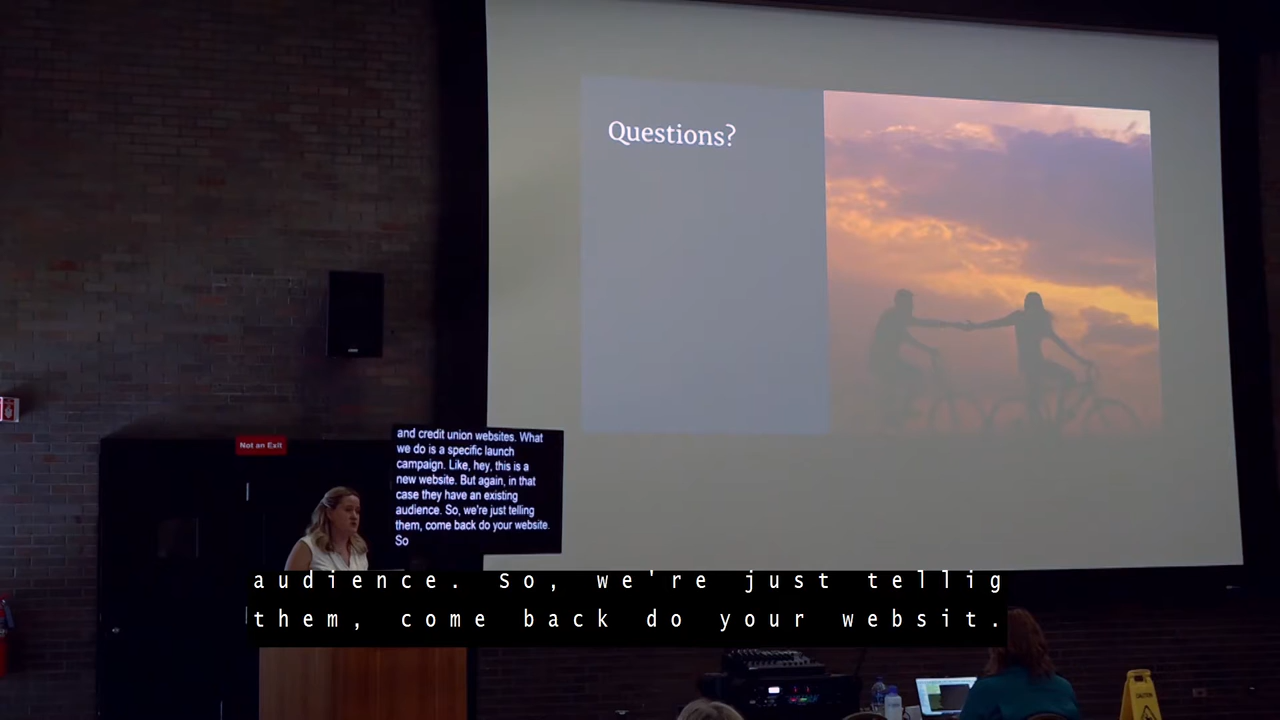 Questions?
Not an Exit
and credit union websites. What
we do is a specific launch
campaign. Like, hey, this is a
new website. But again, in that
case they have an existing
audience. So, we're just telling
them, come back do your website.
So
audience. So, we're just tellig
them, come back do your websit.
CAUTION